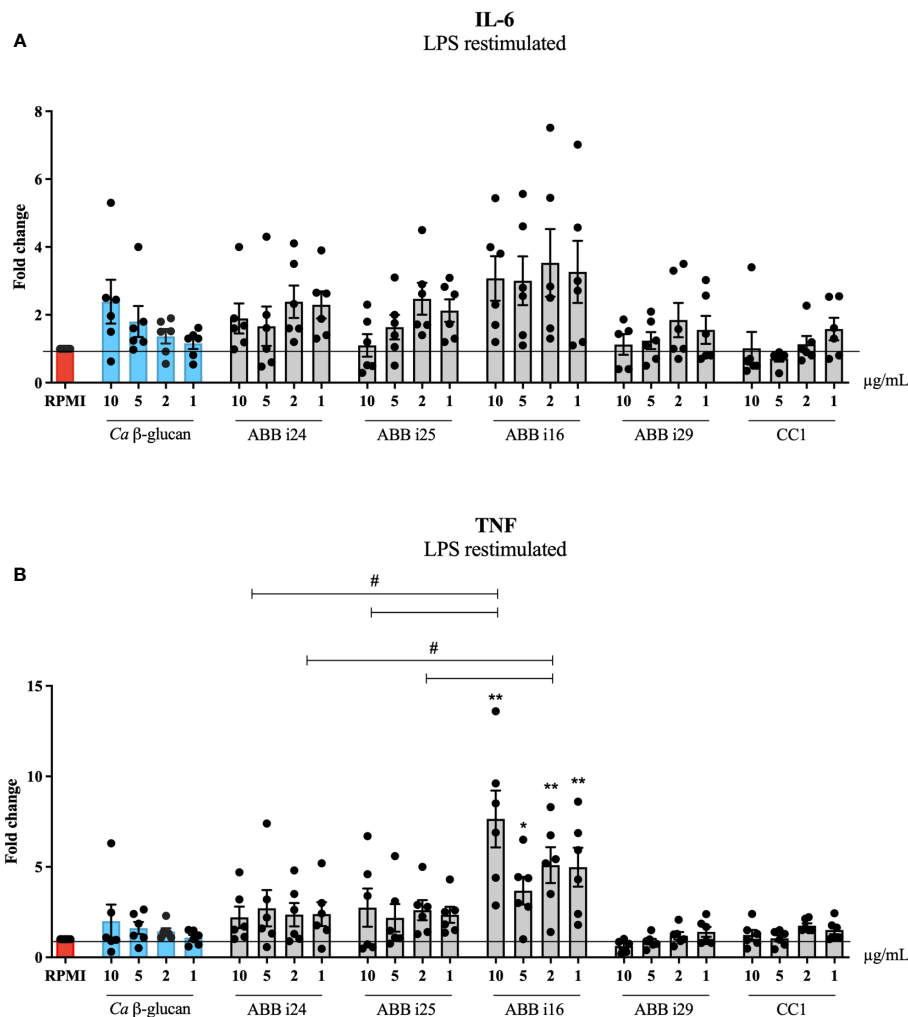 IL-6
A
LPS restimulated
8
6
4
2
0
Fold change
RPMI 10 5 2 1 10 5 2 1 10 5 2 1 10 5 2 1 10 5 2 1 10 5 2 1 μg/mL
Ca β-glucan ABB i24 ABB i25 ABB i16 ABB i29 CC1
TNF
LPS restimulated
B
#
#
15
10
5
0
Fold change
**
*
**
**
RPMI 10 5 2 1 10 5 2 1 10 5 2 1 10 5 2 1 10 5 2 1 10 5 2 1 μg/mL
Ca β-glucan ABB i24 ABB i25 ABB i16 ABB i29 CC1